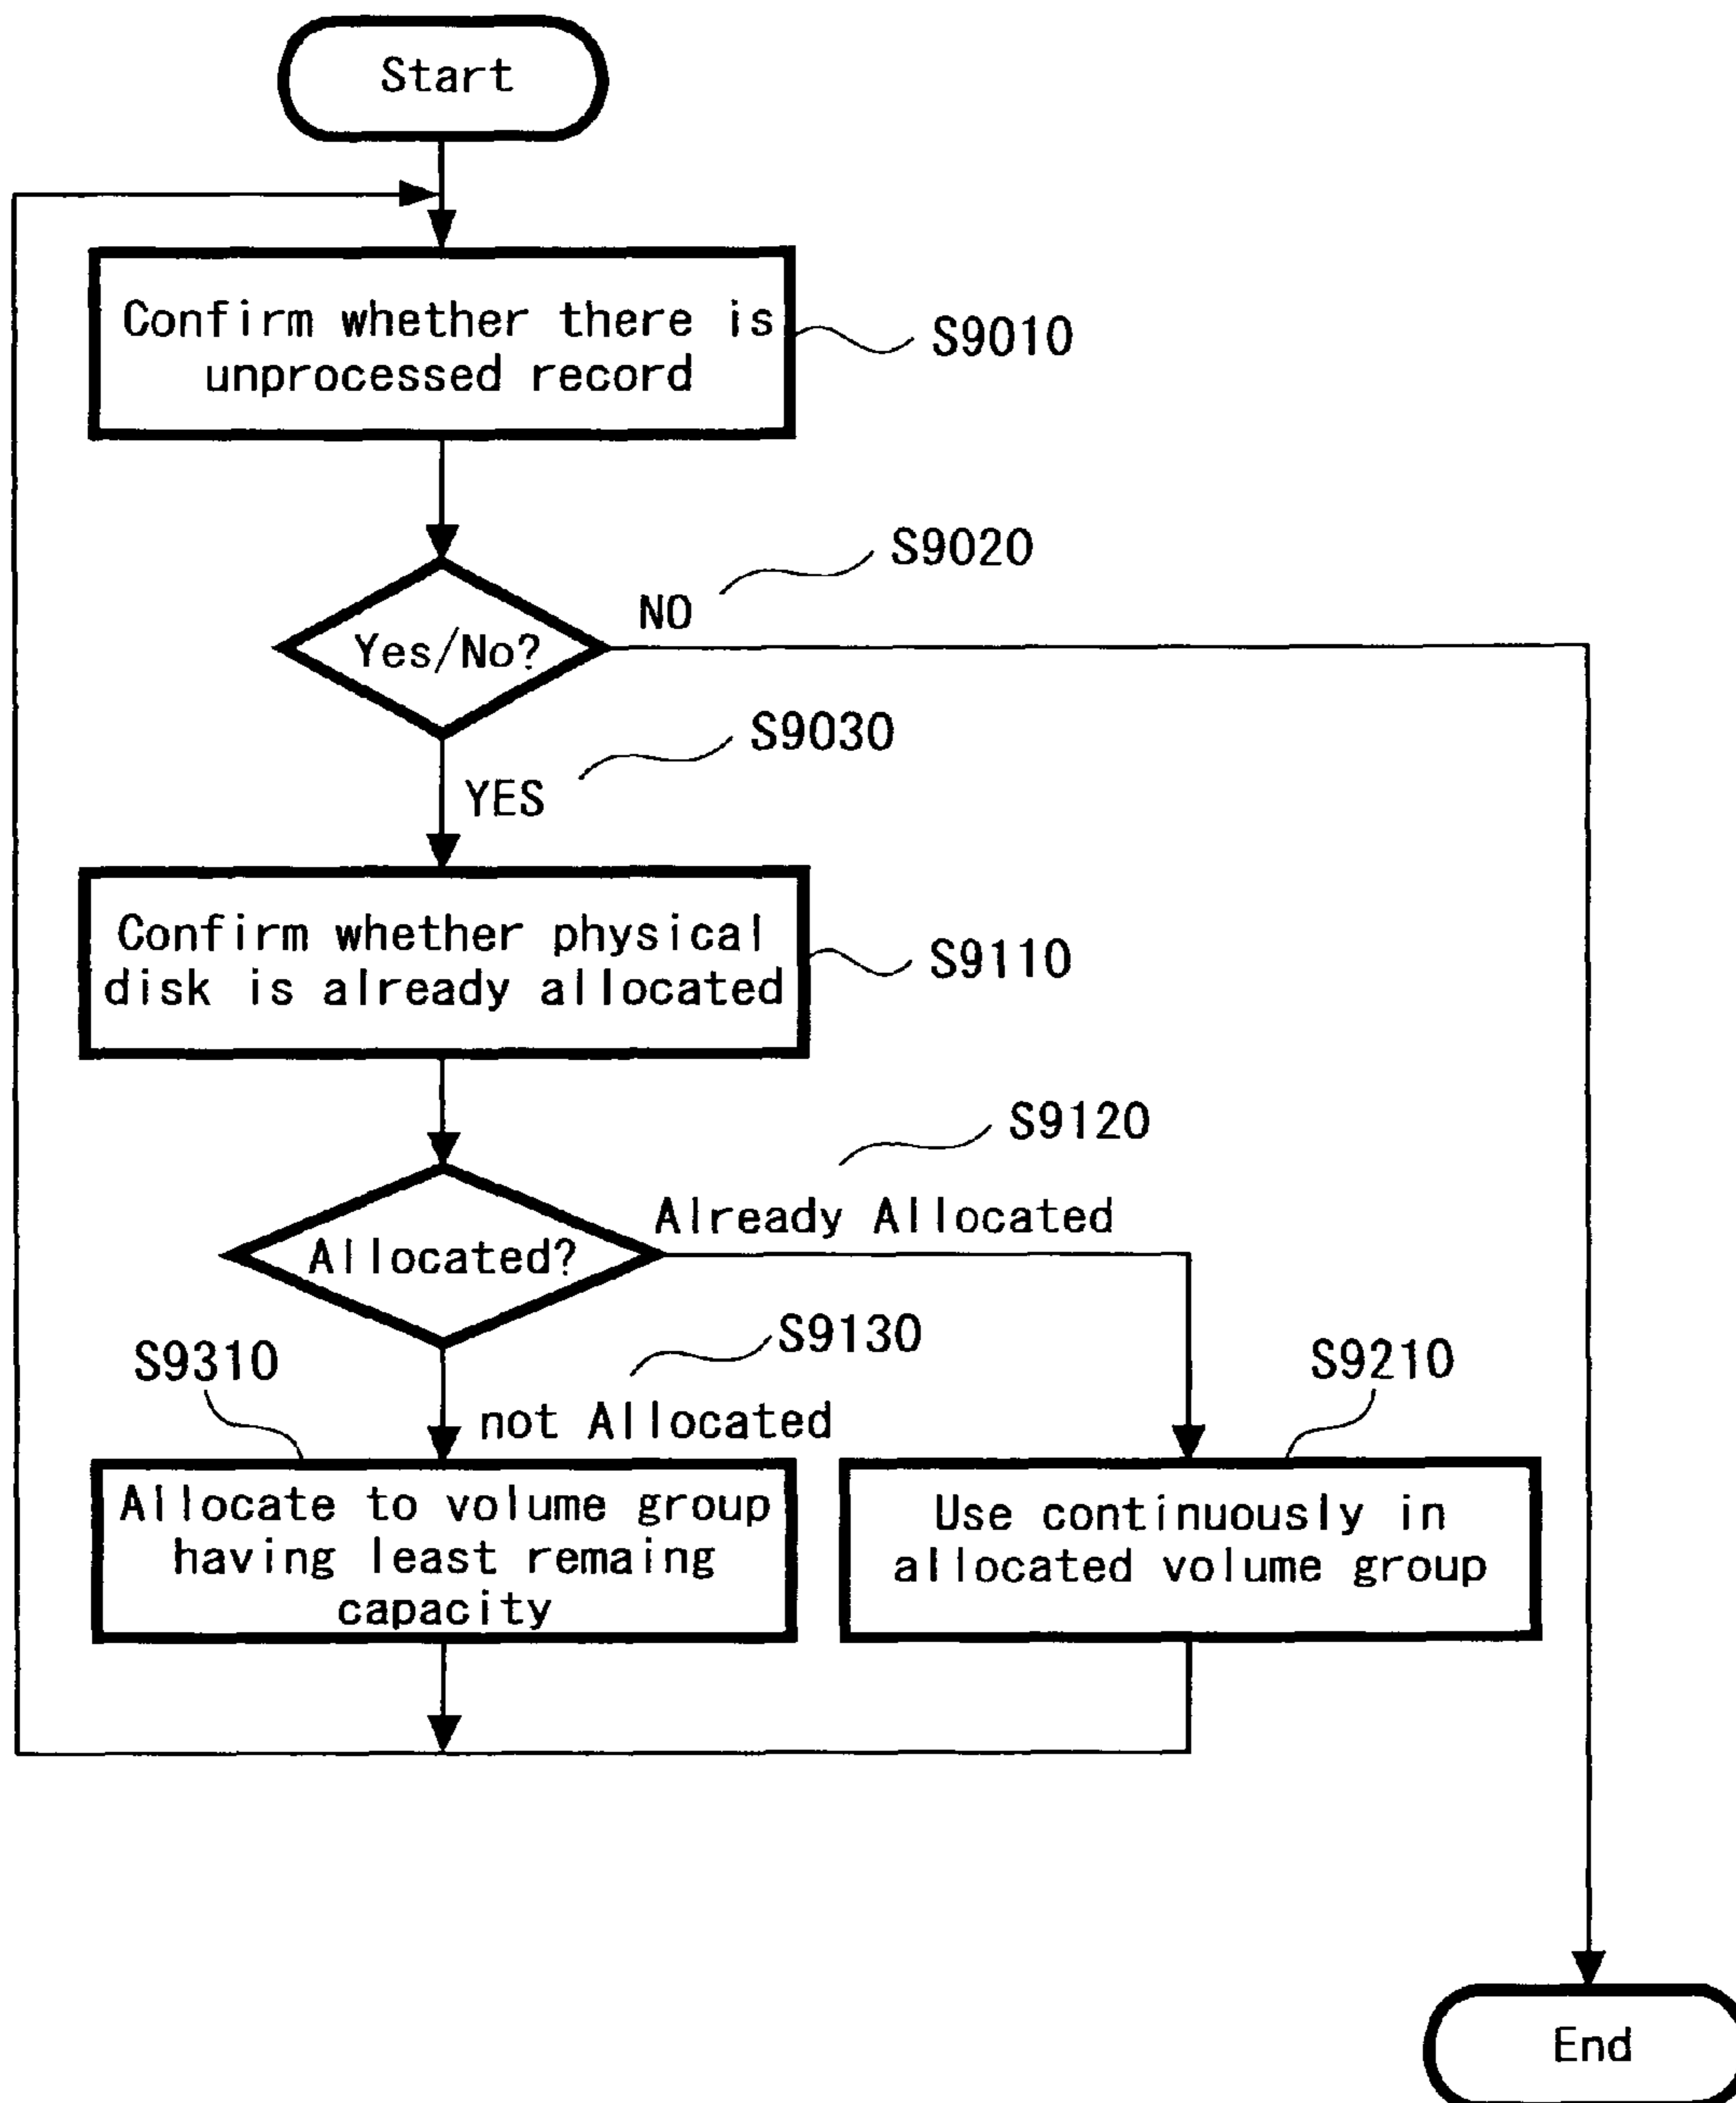 Start
Confirm whether there is
unprocessed record
S9010
S9020
NO
Yes/No?
S9030
YES
Confirm whether physical
disk is already allocated
S9110
S9120
Already Allocated
Allocated?
S9130
S9310
S9210
not Allocated
Allocate to volume group
having least remaing
capacity
Use continuously in
allocated volume group
End